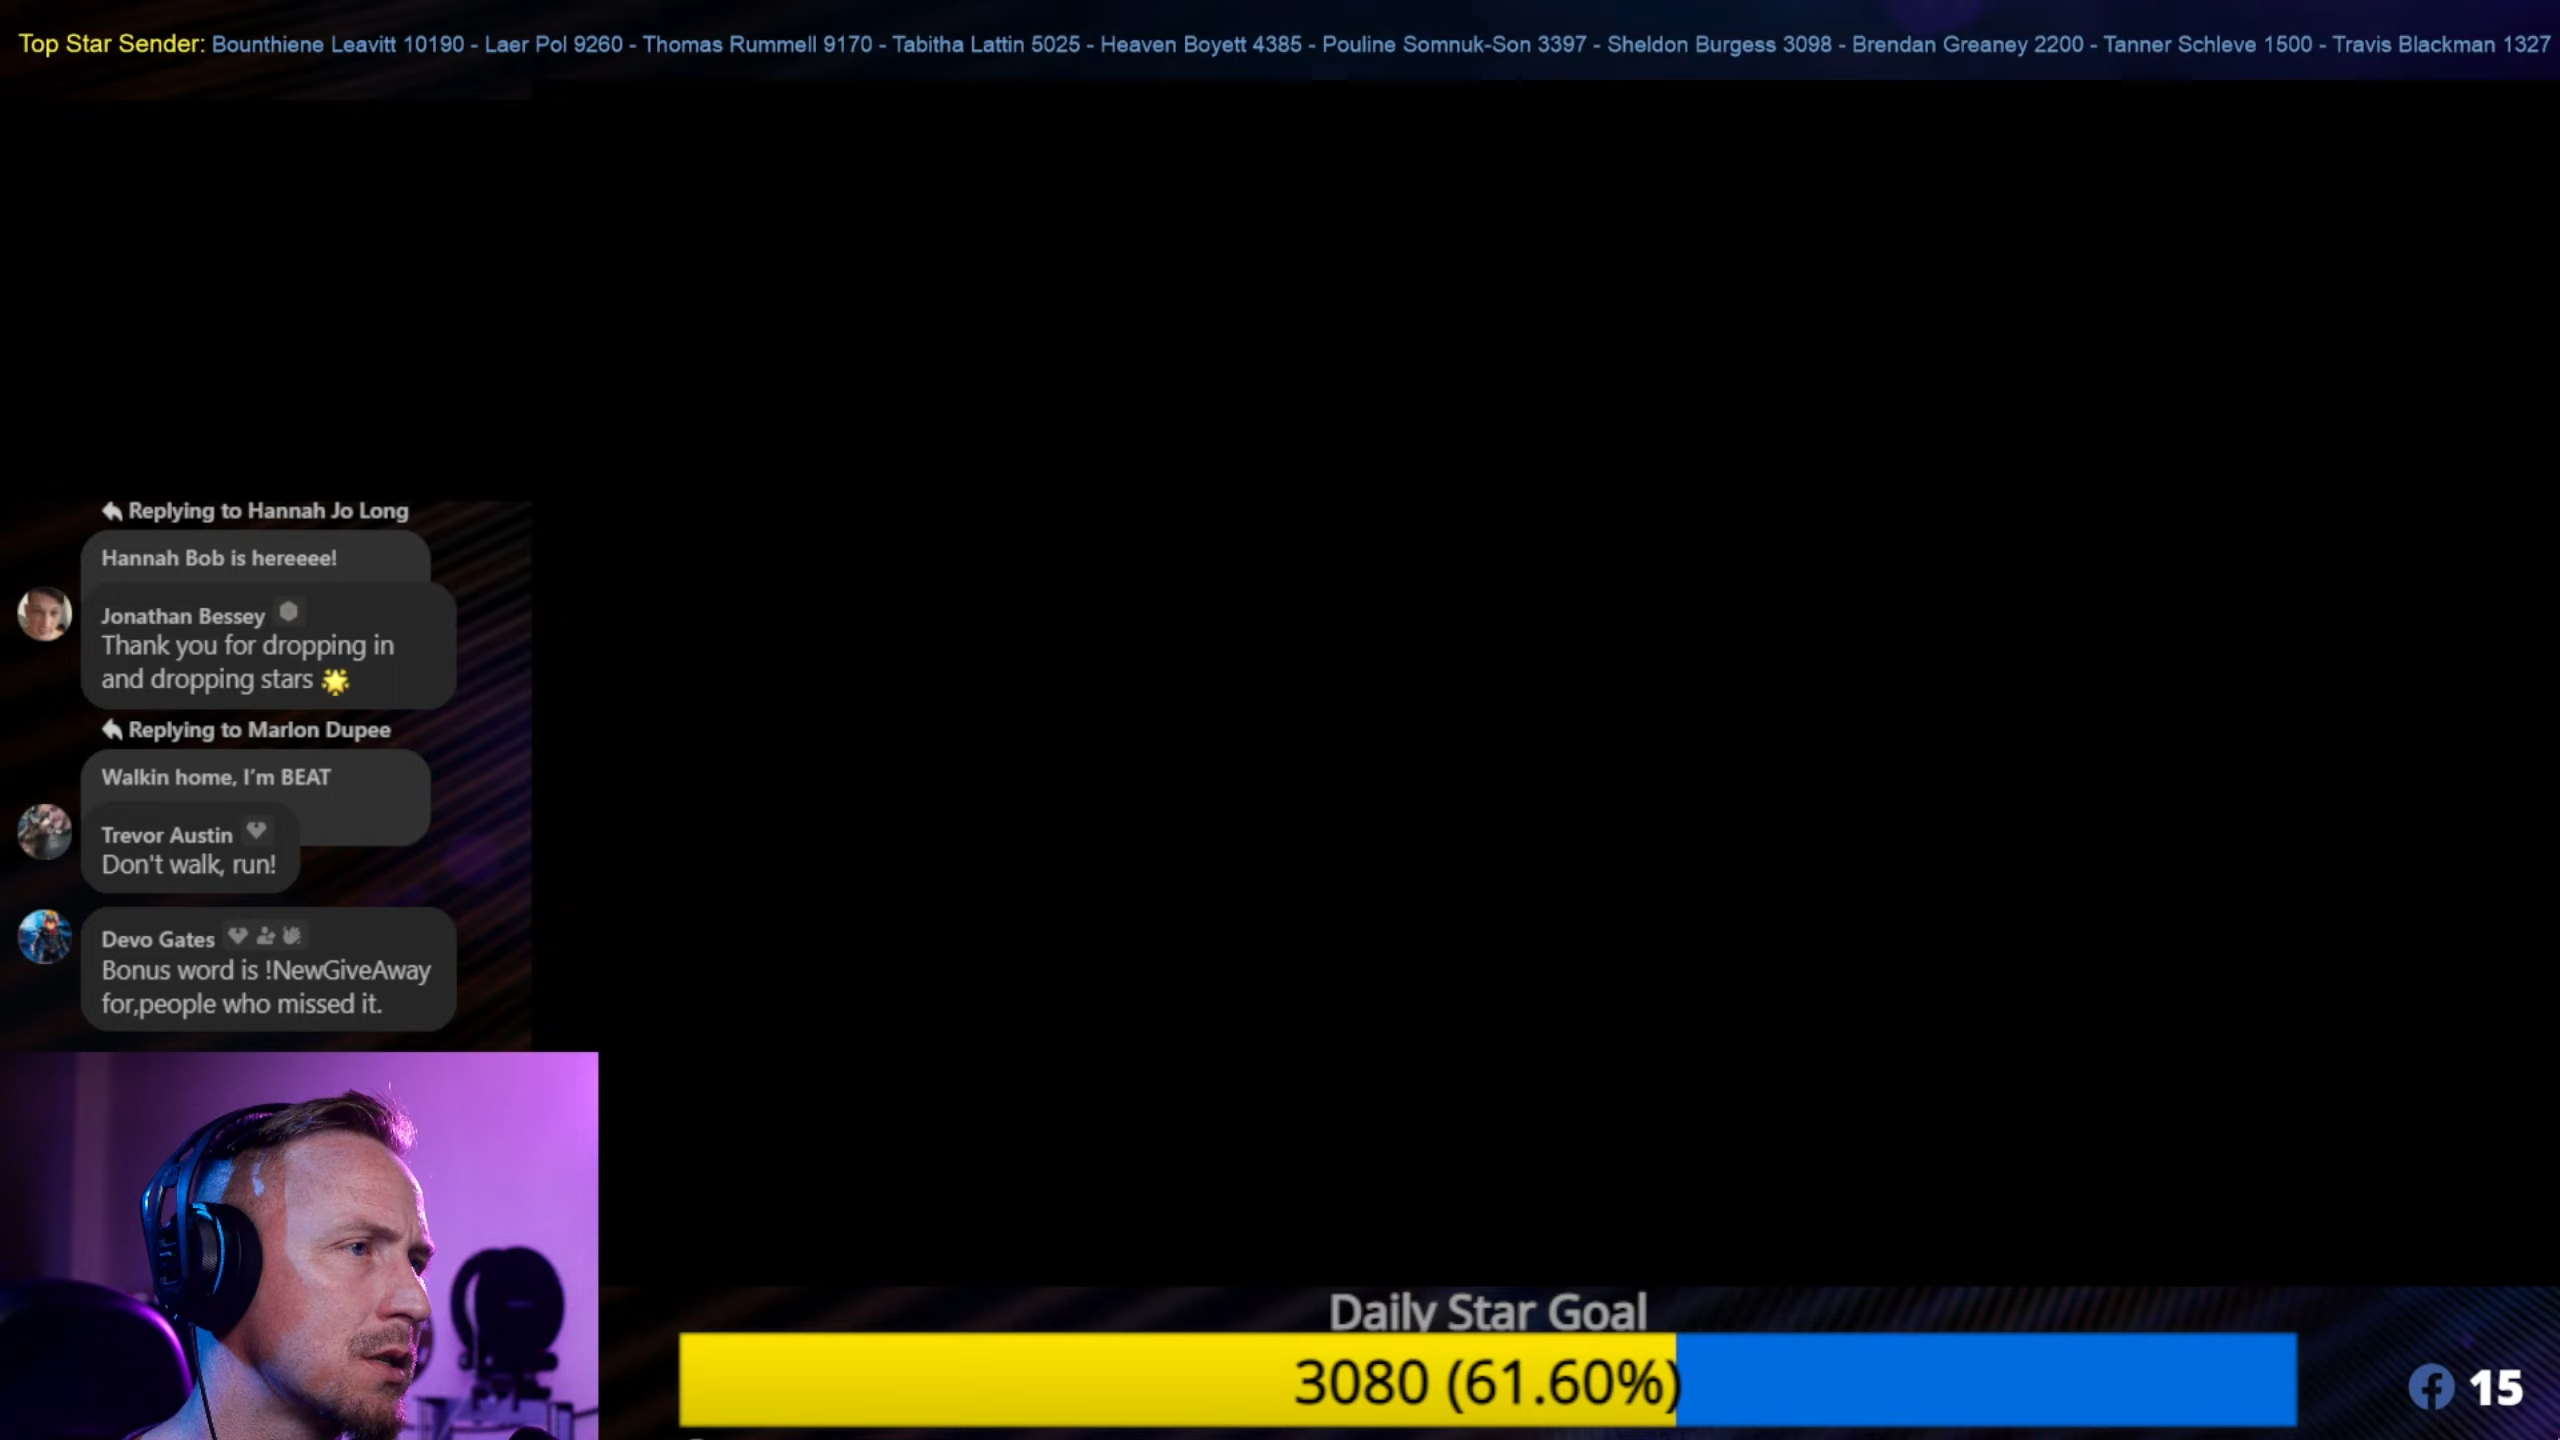 Top Star Sender: Bounthiene Leavitt 10190 - Laer Pol 9260 - Thomas Rummell 9170 - Tabitha Lattin 5025 - Heaven Boyett 4385 - Pouline Somnuk-Son 3397 - Sheldon Burgess 3098 - Brendan Greaney 2200 - Tanner Schleve 1500 - Travis Blackman 1327
Replying to Hannah Jo Long
Hannah Bob is hereeee!
Jonathan Bessey
Thank you for dropping in
and dropping stars 🌟
Replying to Marlon Dupee
Walkin home, I’m BEAT
Trevor Austin
Don't walk, run!
Devo Gates
Bonus word is !NewGiveAway
for,people who missed it.
Daily Star Goal
3080 (61.60%)
15